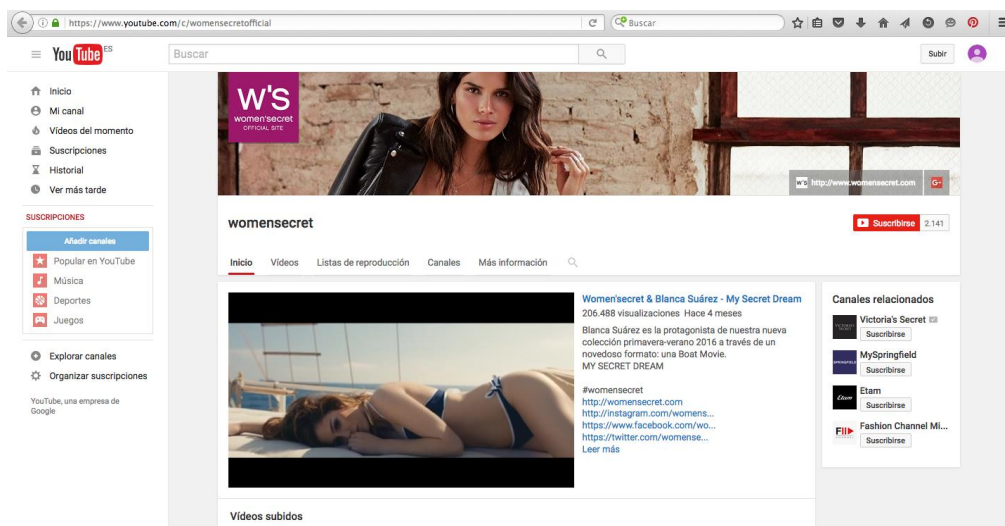 https://www.youtube.com/c/womensecretofficial
Buscar
YouTube ES
Buscar
Subir
Inicio
Mi canal
Vídeos del momento
Suscripciones
Historial
Ver más tarde
SUSCRIPCIONES
Añadir canales
Popular en YouTube
Música
Deportes
Juegos
Explorar canales
Organizar suscripciones
YouTube, una empresa de
Google
W'S
women'secret
OFFICIAL SITE
W'S http://www.womensecret.com G+
womensecret
Suscribirse 2.141
Inicio Vídeos Listas de reproducción Canales Más información
Women'secret & Blanca Suárez - My Secret Dream
206.488 visualizaciones Hace 4 meses
Blanca Suárez es la protagonista de nuestra nueva
colección primavera-verano 2016 a través de un
novedoso formato: una Boat Movie.
MY SECRET DREAM
#womensecret
http://womensecret.com
http://instagram.com/womens...
https://www.facebook.com/wo...
https://twitter.com/womense...
Leer más
Canales relacionados
Victoria's Secret
Suscribirse
MySpringfield
Suscribirse
Etam
Etam
Suscribirse
Fashion Channel Mi...
Suscribirse
Vídeos subidos